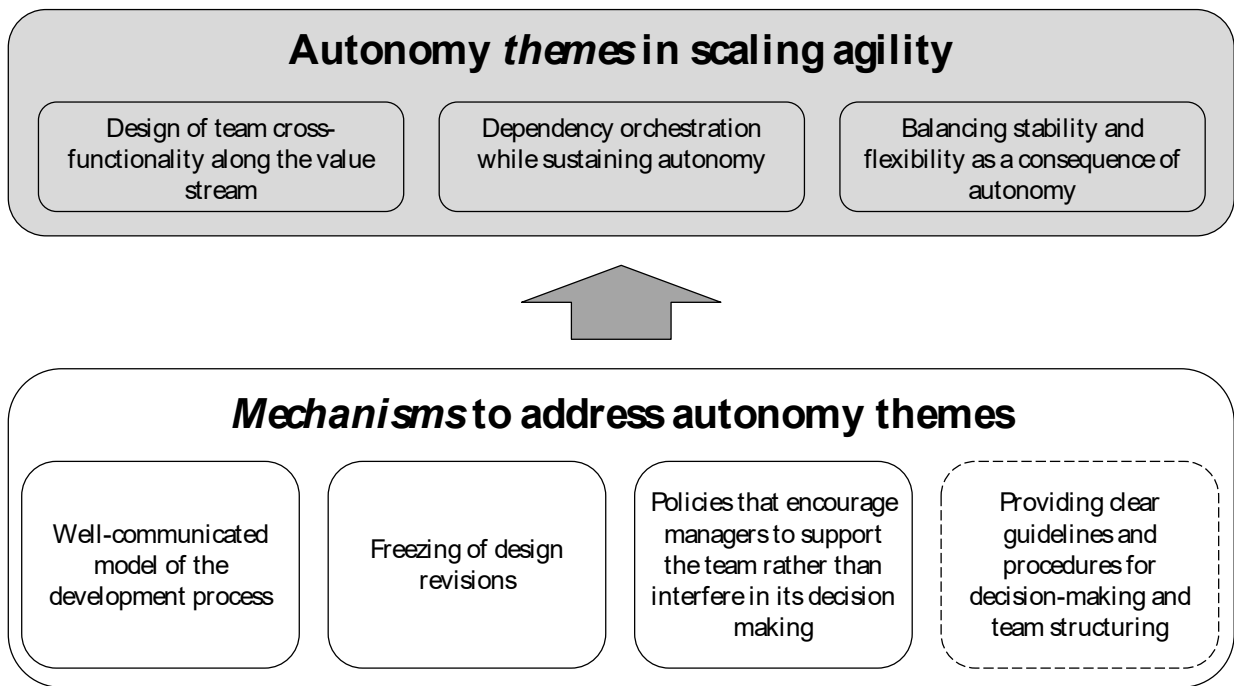 Autonomy themes in scaling agility
Design of team cross-
functionality along the value
stream
Dependency orchestration
while sustaining autonomy
Balancing stability and
flexibility as a consequence of
autonomy
Mechanisms to address autonomy themes
Well-communicated
model of the
development process
Freezing of design
revisions
Policies that encourage
managers to support
the team rather than
interfere in its decision
making
Providing clear
guidelines and
procedures for
decision-making and
team structuring